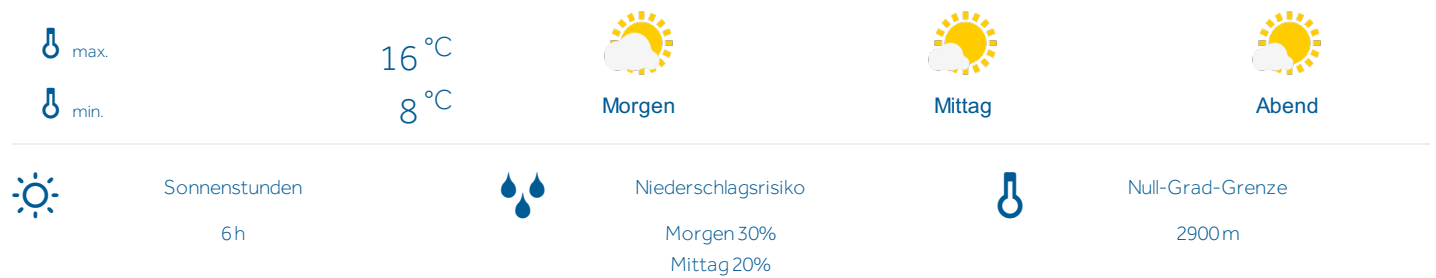 max. 16 °C
min. 8 °C
Morgen Mittag Abend
Sonnenstunden Niederschlagsrisiko Null-Grad-Grenze
6 h Morgen 30% 2900 m
Mittag 20%